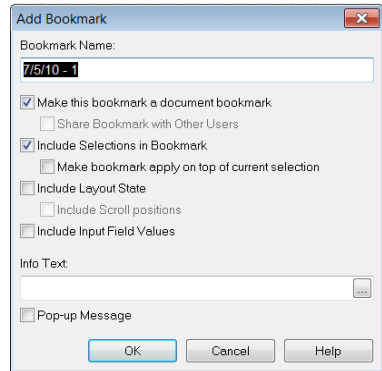 Add Bookmark
Bookmark Name:
7/5/10 - 1
Make this bookmark a document bookmark
Share Bookmark with Other Users
Include Selections in Bookmark
Make bookmark apply on top of current selection
Include Layout State
Include Scroll positions
Include Input Field Values
Info Text:
...
Pop-up Message
OK Cancel Help